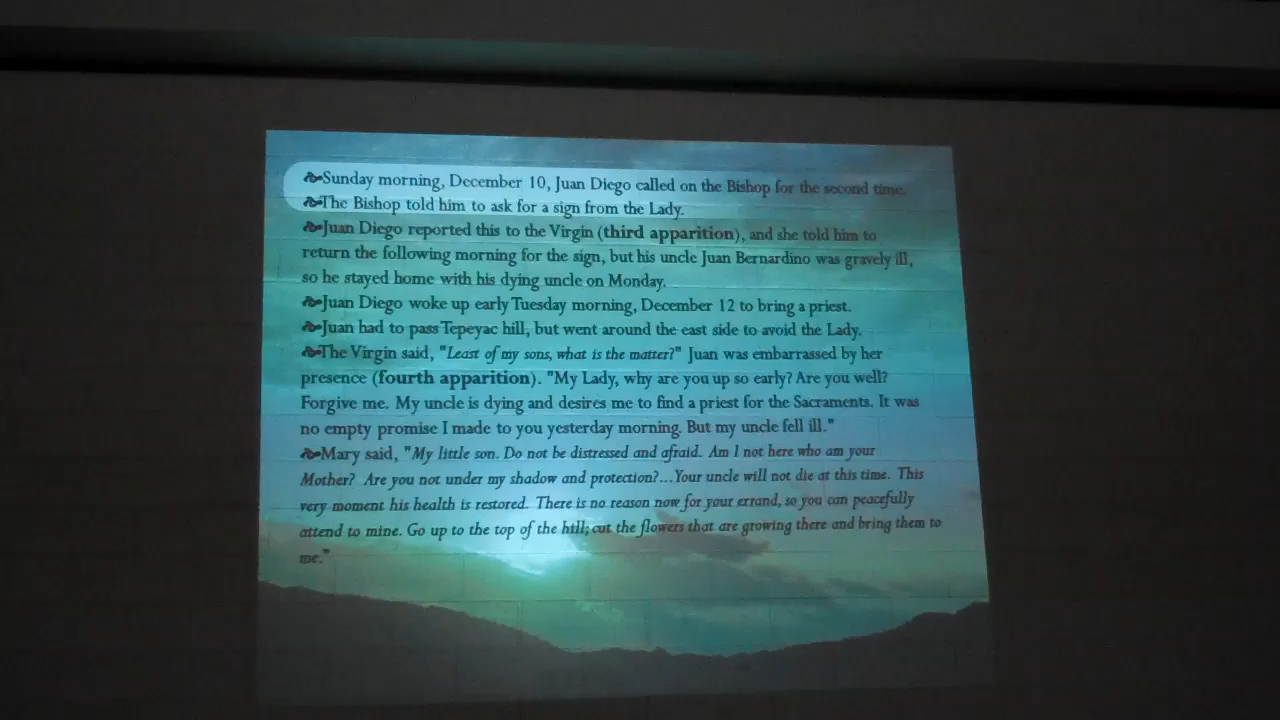 Sunday morning, December 10, Juan Diego called on the Bishop for the second time.
The Bishop told him to ask for a sign from the Lady.
Juan Diego reported this to the Virgin (third apparition), and she told him to
return the following morning for the sign, but his uncle Juan Bernardino was gravely ill,
so he stayed home with his dying uncle on Monday.
Juan Diego woke up early Tuesday morning, December 12 to bring a priest.
Juan had to pass Tepeyac hill, but went around the east side to avoid the Lady.
The Virgin said, "Least of my sons, what is the matter?" Juan was embarrassed by her
presence (fourth apparition). "My Lady, why are you up so early? Are you well?
Forgive me. My uncle is dying and desires me to find a priest for the Sacraments. It was
no empty promise I made to you yesterday morning. But my uncle fell ill."
Mary said, "My little son. Do not be distressed and afraid. Am I not here who am your
Mother? Are you not under my shadow and protection?...Your uncle will not die at this time. This
very moment his health is restored. There is no reason now for your errand, so you can peacefully
attend to mine. Go up to the top of the hill; cut the flowers that are growing there and bring them to
me."